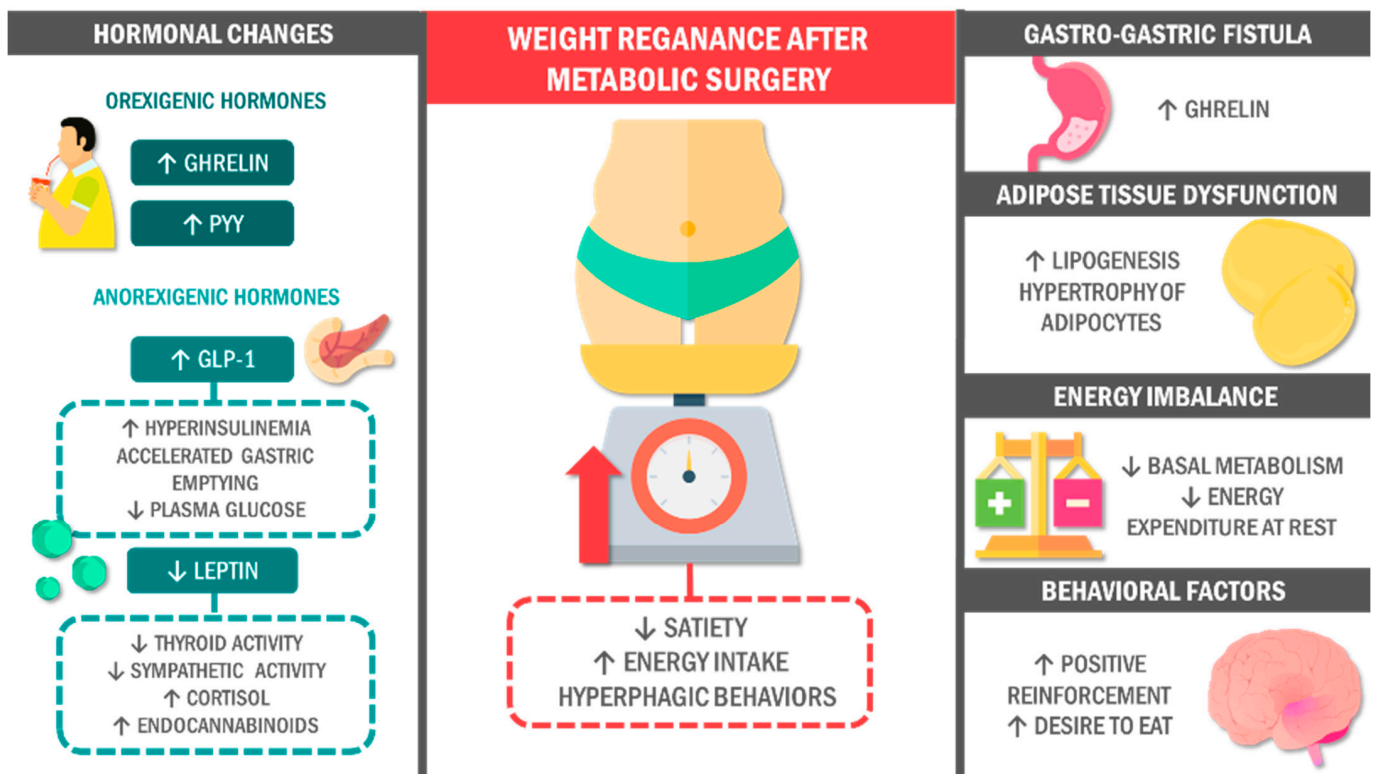 HORMONAL CHANGES
OREXIGENIC HORMONES
↑ GHRELIN
↑ PYY
ANOREXIGENIC HORMONES
↑ GLP-1
↑ HYPERINSULINEMIA
ACCELERATED GASTRIC
EMPTYING
↓ PLASMA GLUCOSE
↓ LEPTIN
↓ THYROID ACTIVITY
↓ SYMPATHETIC ACTIVITY
↑ CORTISOL
↑ ENDOCANNABINOIDS
WEIGHT REGANANCE AFTER
METABOLIC SURGERY
↓ SATIETY
↑ ENERGY INTAKE
HYPERPHAGIC BEHAVIORS
GASTRO-GASTRIC FISTULA
↑ GHRELIN
ADIPOSE TISSUE DYSFUNCTION
↑ LIPOGENESIS
HYPERTROPHY OF
ADIPOCYTES
ENERGY IMBALANCE
↓ BASAL METABOLISM
↓ ENERGY
EXPENDITURE AT REST
BEHAVIORAL FACTORS
↑ POSITIVE
REINFORCEMENT
↑ DESIRE TO EAT